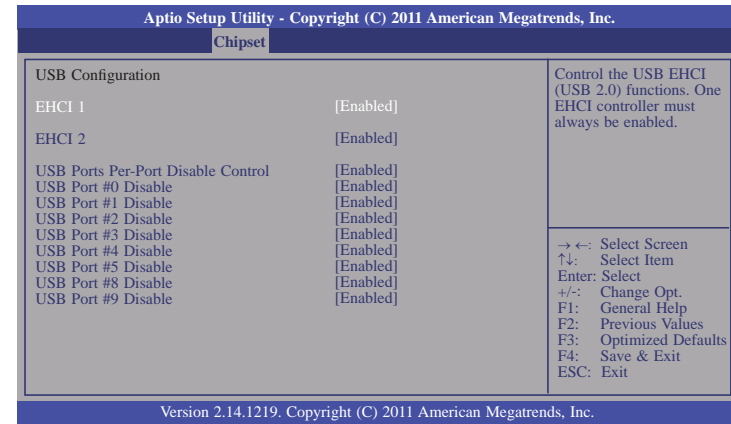 Aptio Setup Utility - Copyright (C) 2011 American Megatrends, Inc.
Chipset
USB Configuration
EHCI 1 [Enabled]
EHCI 2 [Enabled]
USB Ports Per-Port Disable Control [Enabled]
USB Port #0 Disable [Enabled]
USB Port #1 Disable [Enabled]
USB Port #2 Disable [Enabled]
USB Port #3 Disable [Enabled]
USB Port #4 Disable [Enabled]
USB Port #5 Disable [Enabled]
USB Port #8 Disable [Enabled]
USB Port #9 Disable [Enabled]
Control the USB EHCI
(USB 2.0) functions. One
EHCI controller must
always be enabled.
→ ←: Select Screen
↑↓: Select Item
Enter: Select
+/-: Change Opt.
F1: General Help
F2: Previous Values
F3: Optimized Defaults
F4: Save & Exit
ESC: Exit
Version 2.14.1219. Copyright (C) 2011 American Megatrends, Inc.